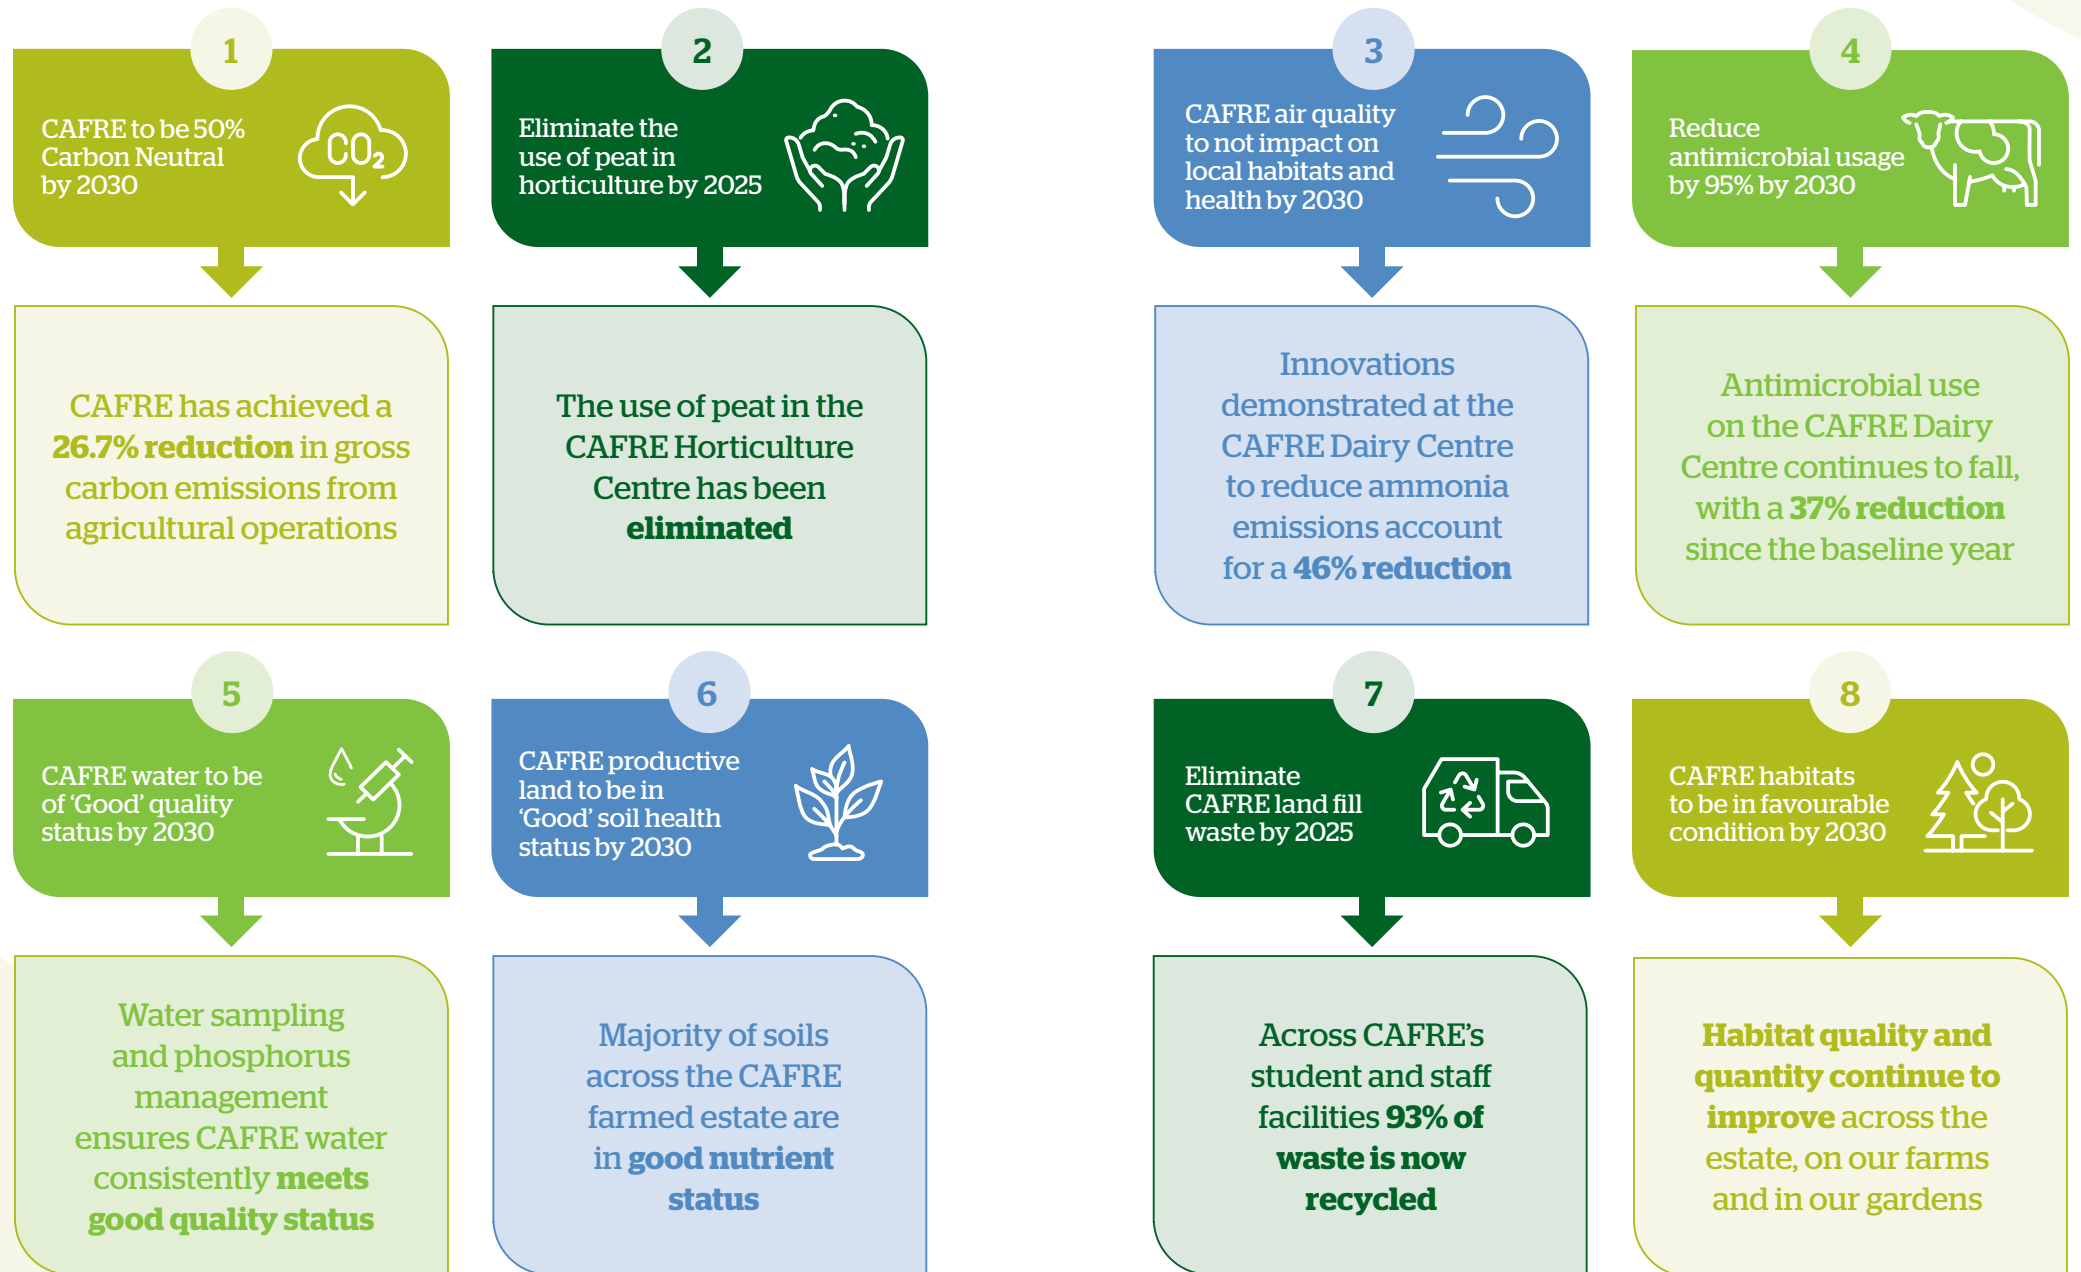 1
CAFRE to be 50%
Carbon Neutral
by 2030
CO2
CAFRE has achieved a
26.7% reduction in gross
carbon emissions from
agricultural operations
2
Eliminate the
use of peat in
horticulture by 2025
The use of peat in the
CAFRE Horticulture
Centre has been
eliminated
3
CAFRE air quality
to not impact on
local habitats and
health by 2030
Innovations
demonstrated at the
CAFRE Dairy Centre
to reduce ammonia
emissions account
for a 46% reduction
4
Reduce
antimicrobial usage
by 95% by 2030
Antimicrobial use
on the CAFRE Dairy
Centre continues to fall,
with a 37% reduction
since the baseline year
5
CAFRE water to be
of ‘Good’ quality
status by 2030
Water sampling
and phosphorus
management
ensures CAFRE water
consistently meets
good quality status
6
CAFRE productive
land to be in
‘Good’ soil health
status by 2030
Majority of soils
across the CAFRE
farmed estate are
in good nutrient
status
7
Eliminate
CAFRE land fill
waste by 2025
Across CAFRE’s
student and staff
facilities 93% of
waste is now
recycled
8
CAFRE habitats
to be in favourable
condition by 2030
Habitat quality and
quantity continue to
improve across the
estate, on our farms
and in our gardens